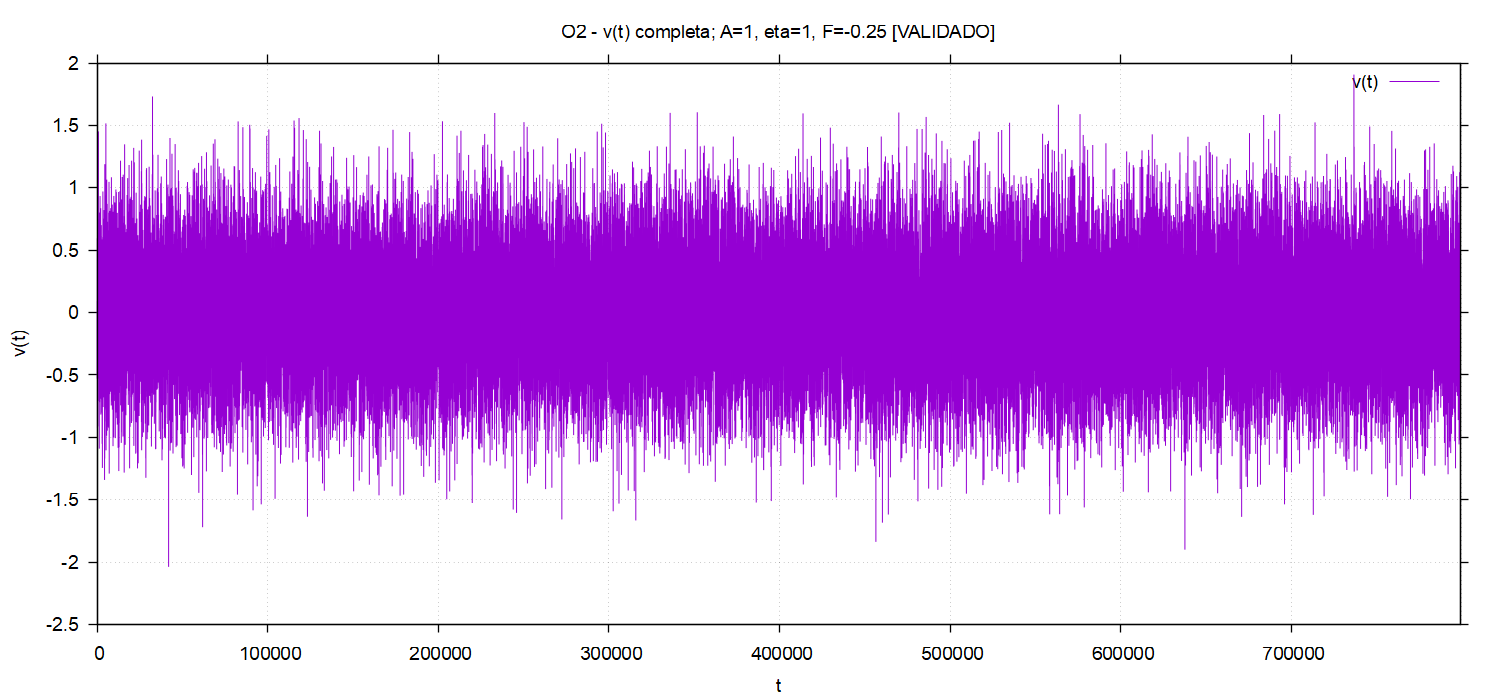 O2 - v(t) completa; A=1, eta=1, F=-0.25 [VALIDADO]
v(t)
2
1.5
1
0.5
0
-0.5
-1
-1.5
-2
-2.5
v(t)
0 100000 200000 300000 400000 500000 600000 700000
t